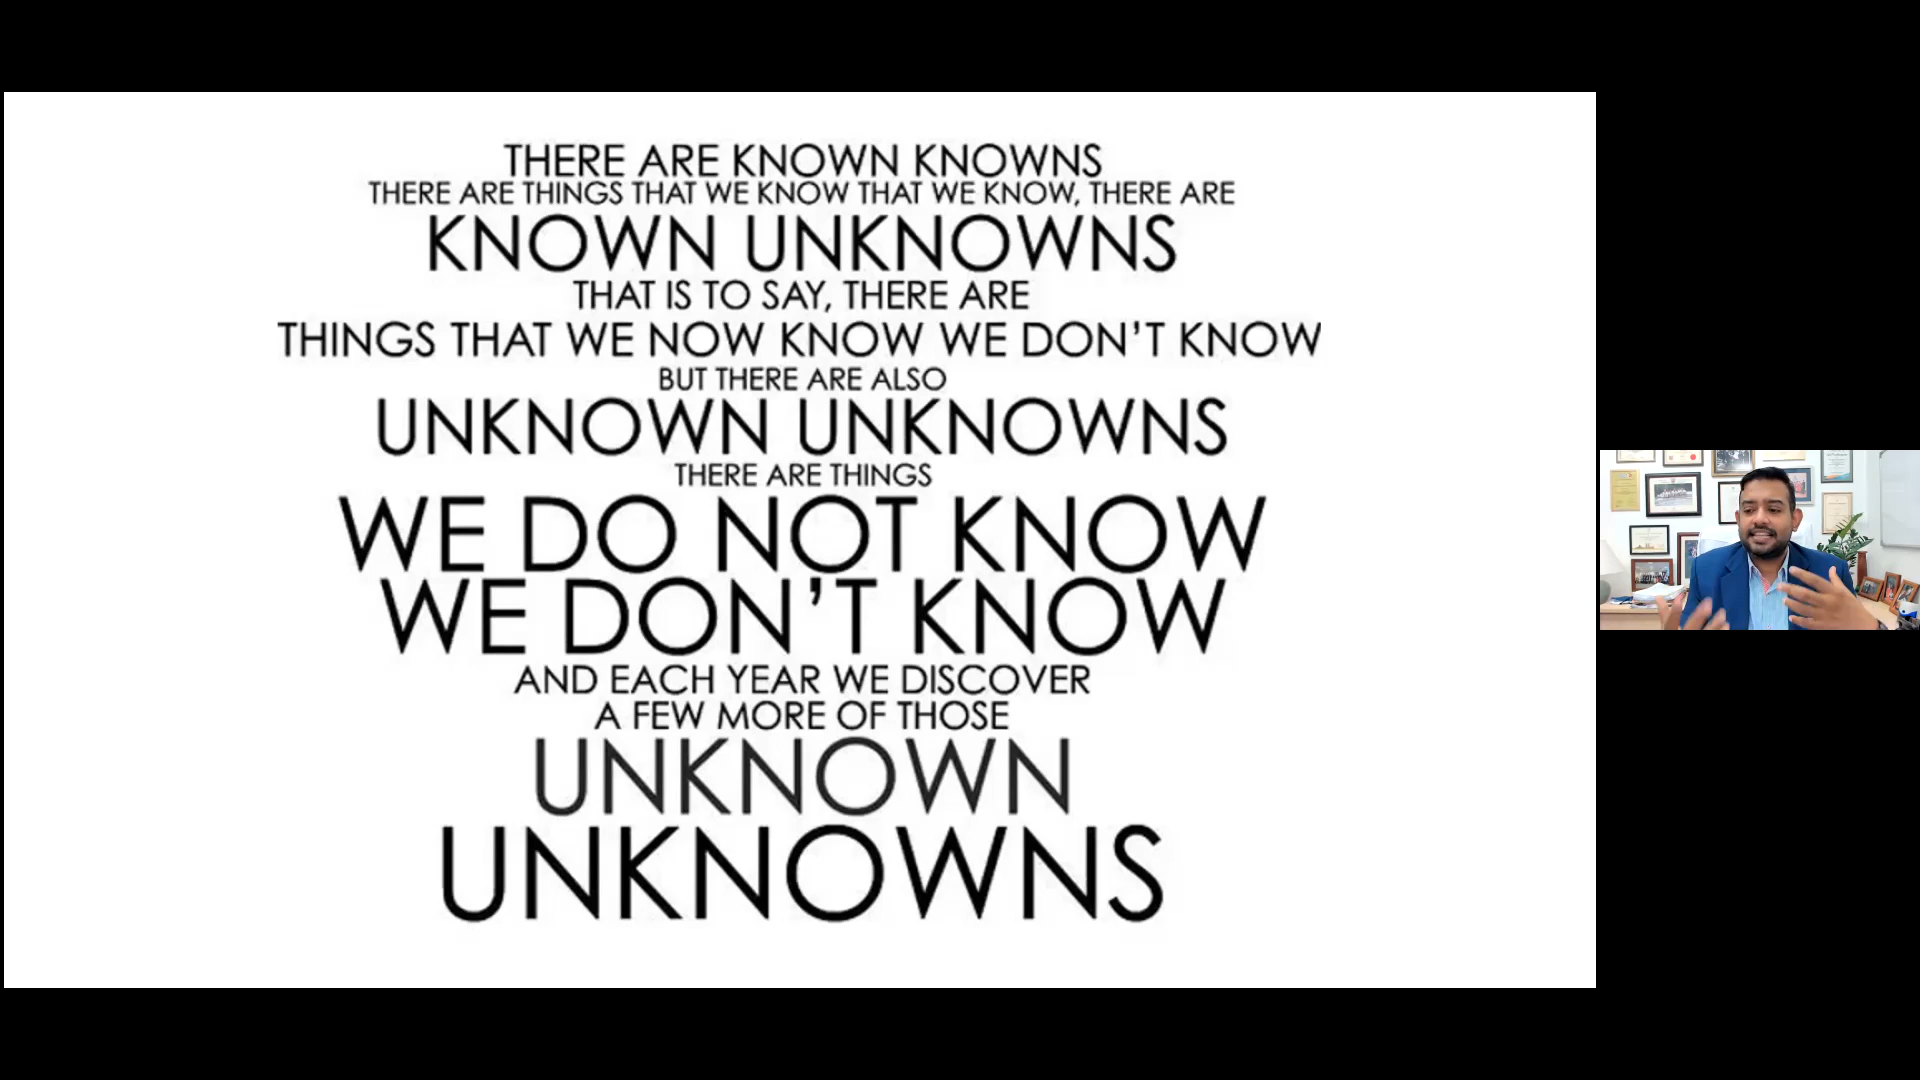 THERE ARE KNOWN KNOWNS
THERE ARE THINGS THAT WE KNOW THAT WE KNOW, THERE ARE
KNOWN UNKNOWNS
THAT IS TO SAY, THERE ARE
THINGS THAT WE NOW KNOW WE DON'T KNOW
BUT THERE ARE ALSO
UNKNOWN UNKNOWNS
THERE ARE THINGS
WE DO NOT KNOW
WE DON'T KNOW
AND EACH YEAR WE DISCOVER
A FEW MORE OF THOSE
UNKNOWN
UNKNOWNS